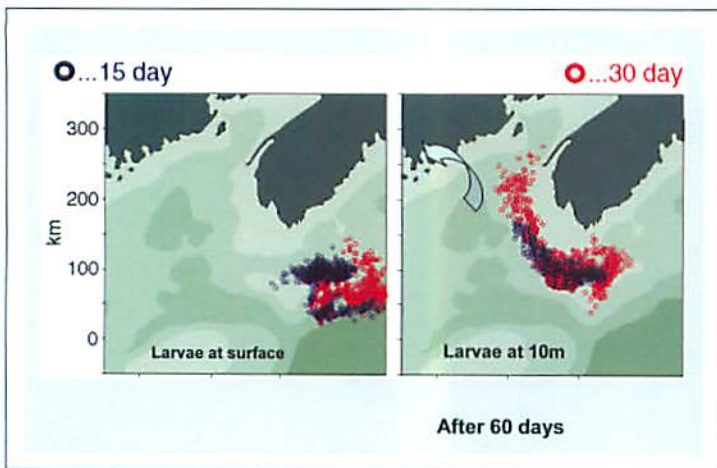 ...15 day
...30 day
300
200
km
100
0
Larvae at surface
Larvae at 10m
After 60 days